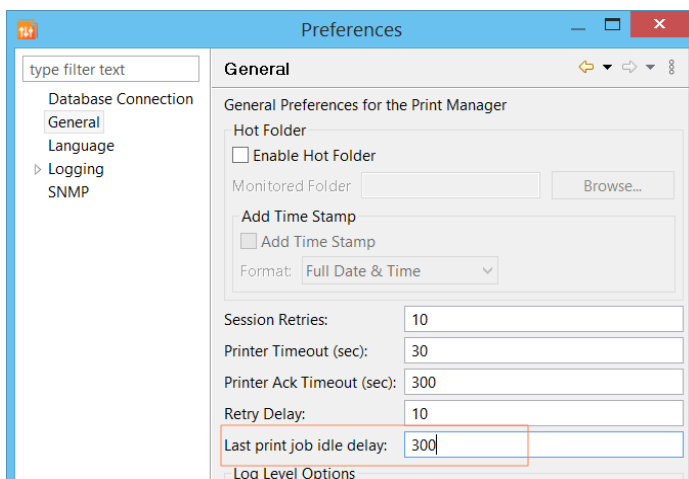 Preferences
type filter text
Database Connection
General
Language
Logging
SNMP
General
General Preferences for the Print Manager
Hot Folder
Enable Hot Folder
Monitored Folder
Browse...
Add Time Stamp
Add Time Stamp
Format: Full Date & Time
Session Retries: 10
Printer Timeout (sec): 30
Printer Ack Timeout (sec): 300
Retry Delay: 10
Last print job idle delay: 300
Log Level Options